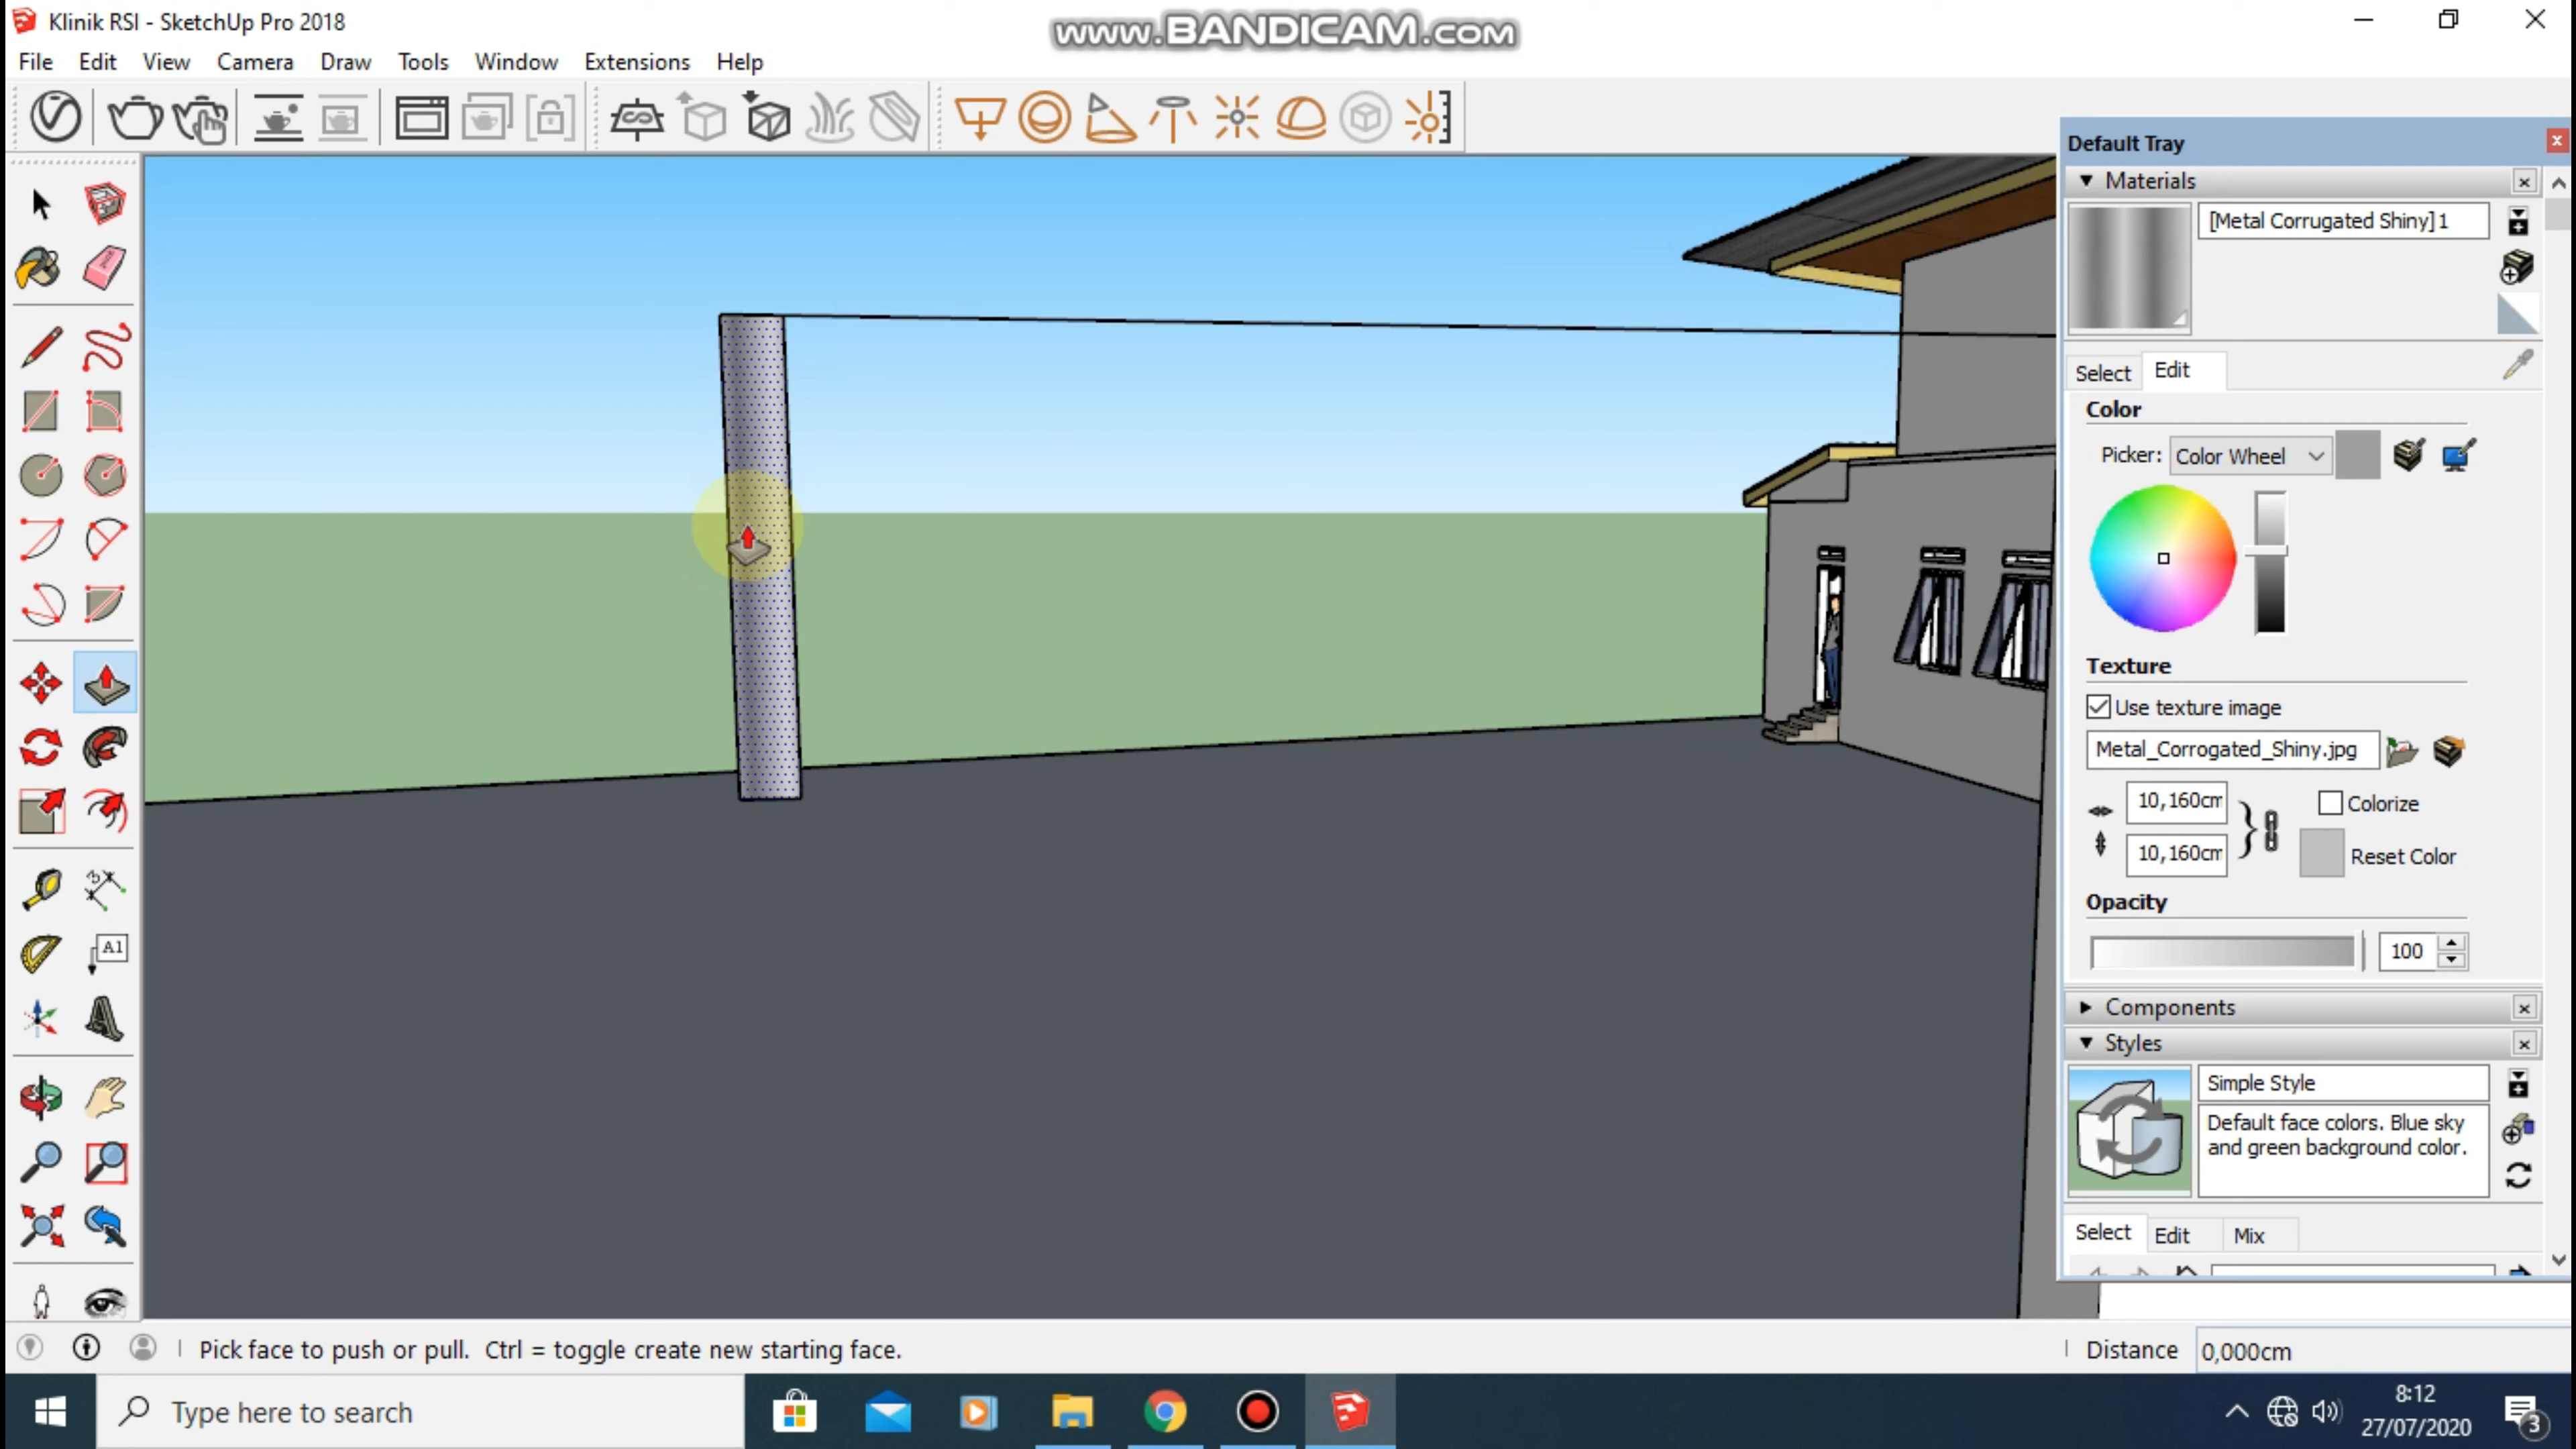 Klinik RSI - SketchUp Pro 2018
www.BANDICAM.com
File Edit View Camera Draw Tools Window Extensions Help
Default Tray
Materials
[Metal Corrugated Shiny]1
Select Edit
Color
Picker: Color Wheel
Texture
Use texture image
Metal_Corrogated_Shiny.jpg
10,160cm
Colorize
10,160cm
Reset Color
Opacity
100
A1
Components
Styles
Simple Style
Default face colors. Blue sky
and green background color.
Select Edit Mix
Pick face to push or pull. Ctrl = toggle create new starting face.
Distance 0,000cm
Type here to search
8:12
27/07/2020
3